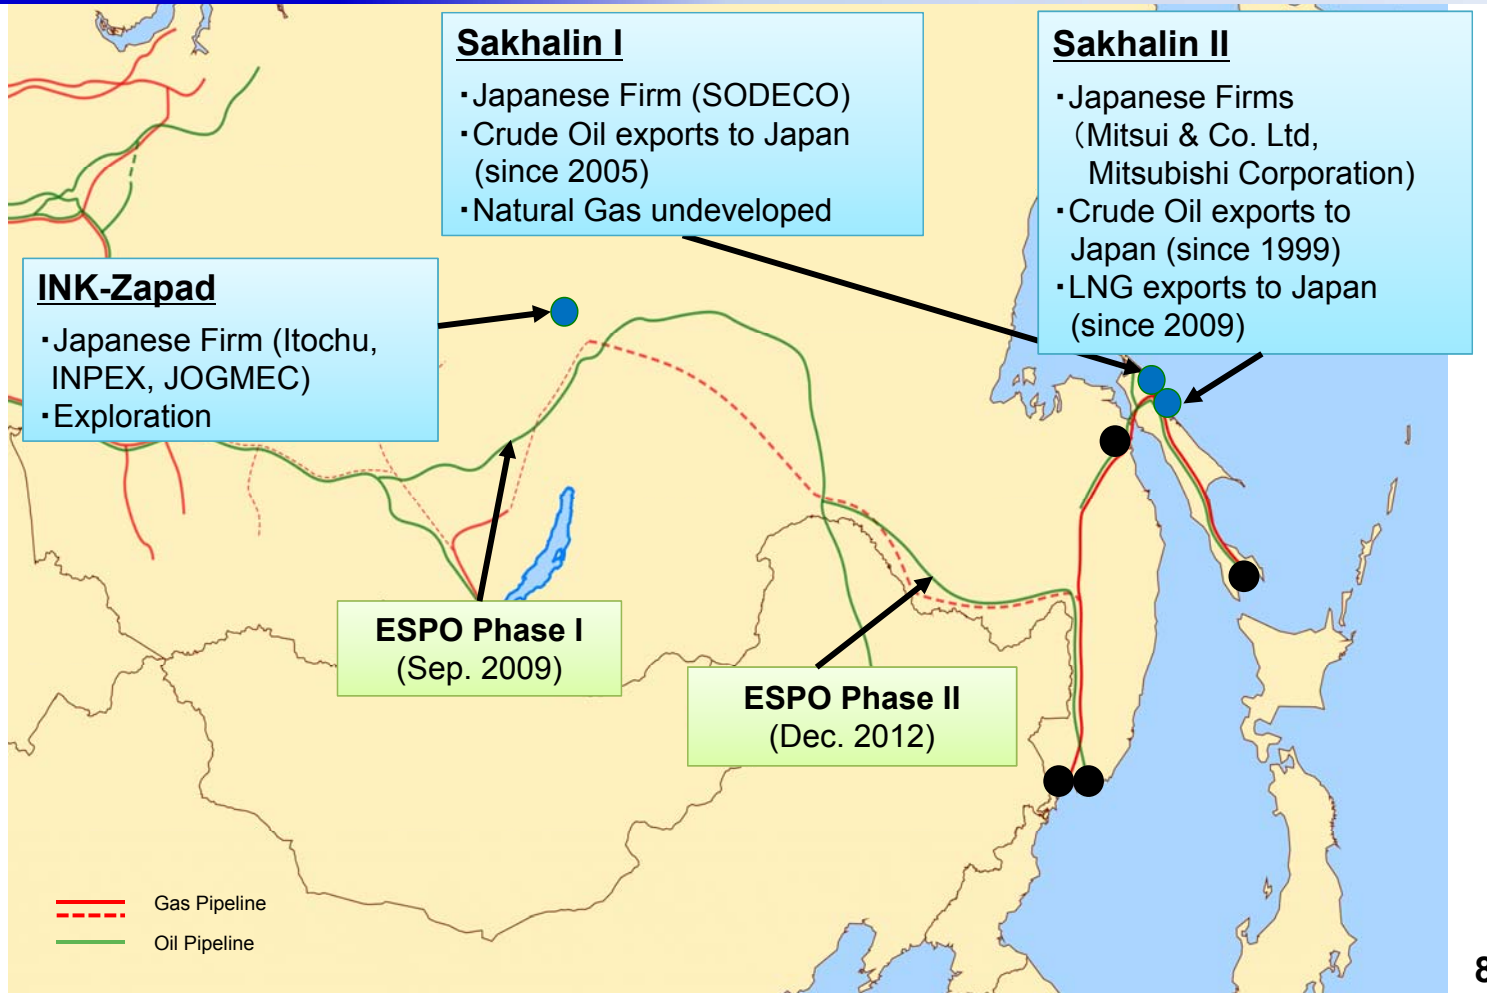 Sakhalin I
・Japanese Firm (SODECO)
・Crude Oil exports to Japan
(since 2005)
・Natural Gas undeveloped
Sakhalin II
・Japanese Firms
（Mitsui & Co. Ltd,
Mitsubishi Corporation)
・Crude Oil exports to
Japan (since 1999)
・LNG exports to Japan
(since 2009)
INK-Zapad
・Japanese Firm (Itochu,
INPEX, JOGMEC)
・Exploration
ESPO Phase I
(Sep. 2009)
ESPO Phase II
(Dec. 2012)
Gas Pipeline
Oil Pipeline
8